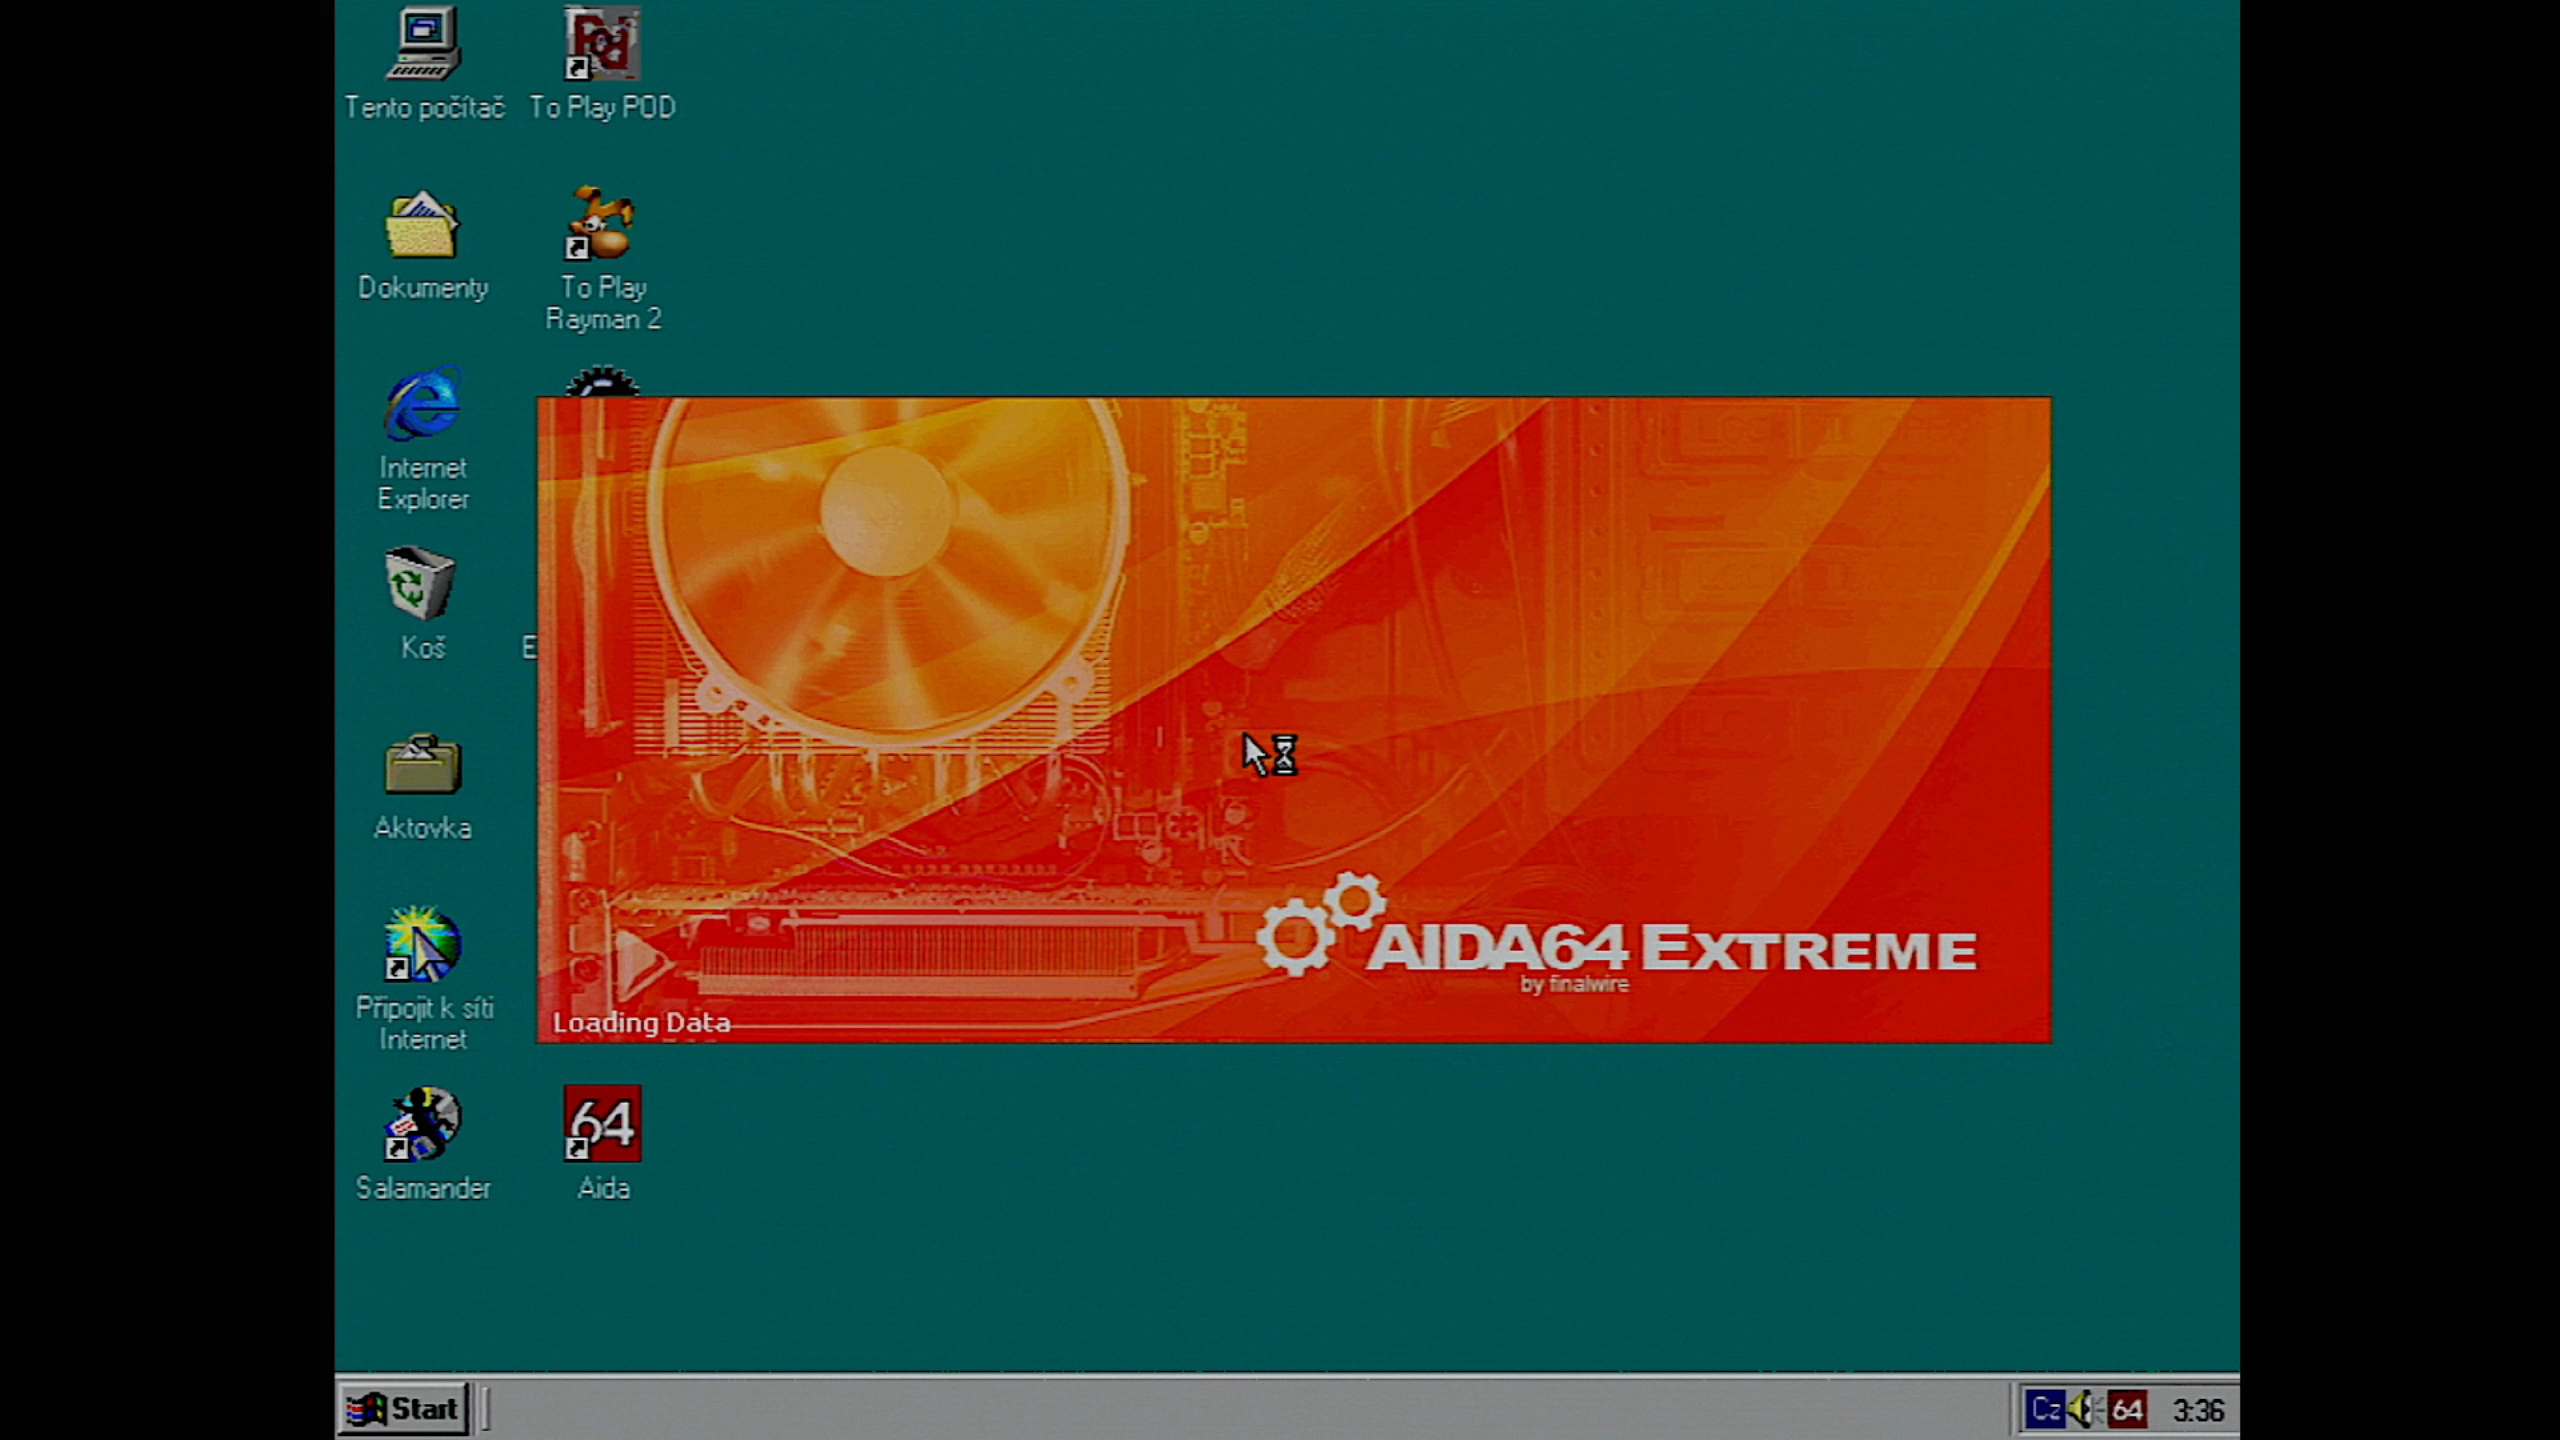 Tento počítač
To Play POD
Dokumenty
To Play
Rayman 2
Internet
Explorer
Koš
E
Aktovka
Připojit k síti
Internet
Salamander
64
Aida
AIDA64 EXTREME
by finalwire
Loading Data
Start
Cz
64
3:36